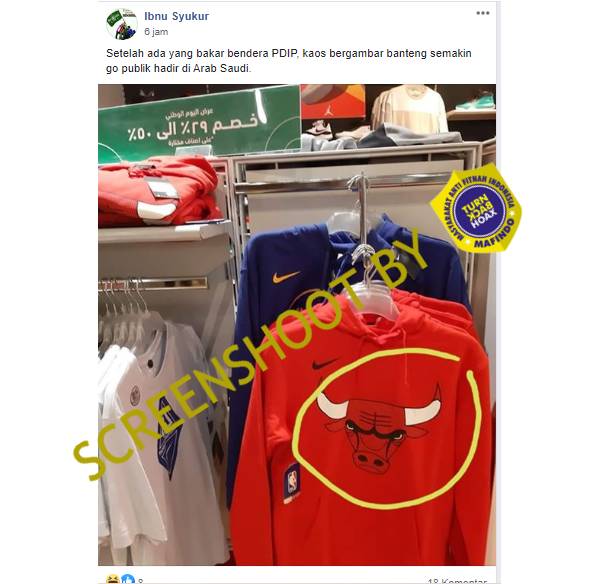 Ibnu Syukur
6 jam
Setelah ada yang bakar bendera PDIP, kaos bergambar banteng semakin
go publik hadir di Arab Saudi.
عرض اليوم الوطني
خصم ٢٩٪ الى ٥٠٪
على أصناف مختارة
MASYARAKAT ANTI FITNAH INDONESIA
TURN
BACK
HOAX
MAFINDO
SCREENSHOOT BY
NBA
8
18 Komentar